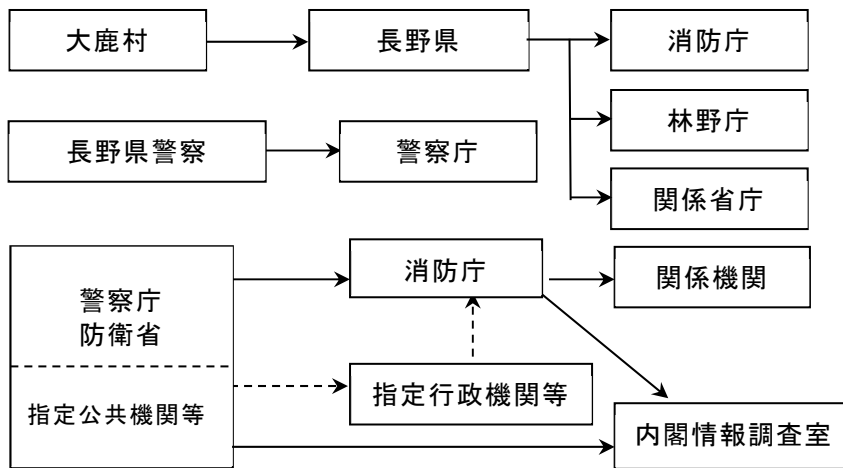 大鹿村
長野県
消防庁
林野庁
長野県警察
警察庁
関係省庁
警察庁
防衛省
消防庁
関係機関
指定公共機関等
指定行政機関等
内閣情報調査室